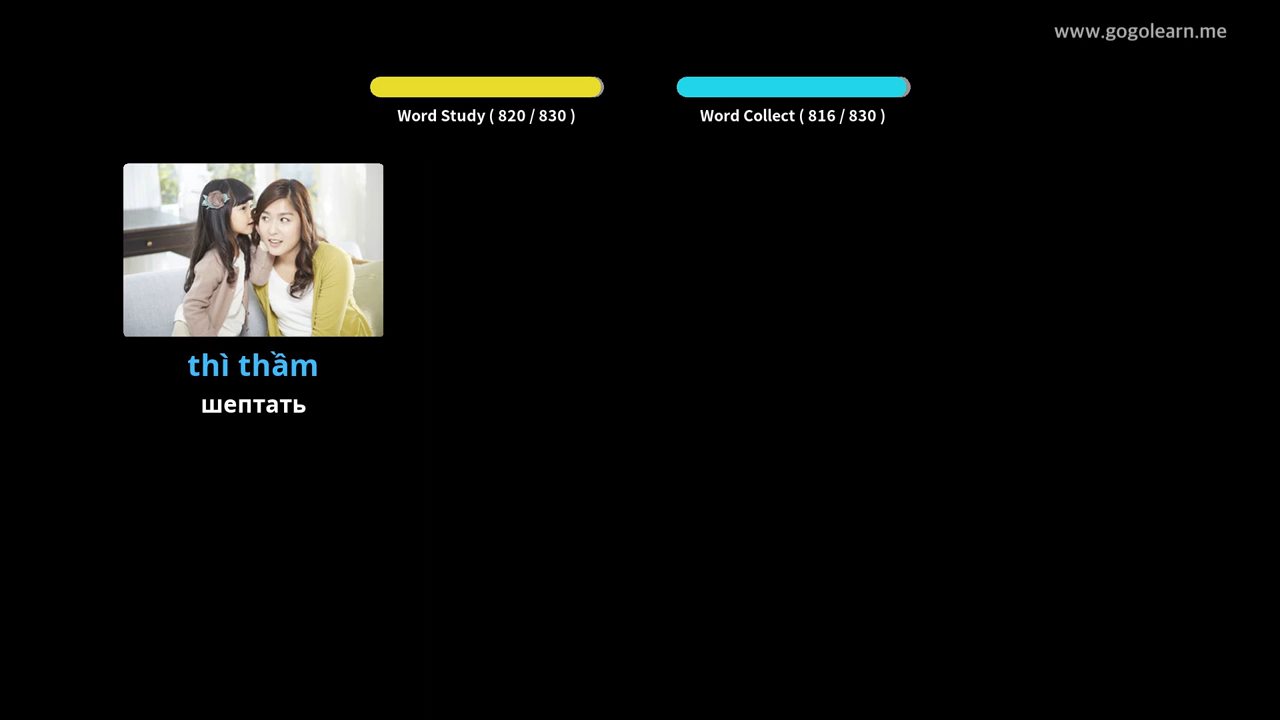 www.gogolearn.me
Word Study ( 820 / 830 )
Word Collect ( 816 / 830 )
thì thầm
шептать